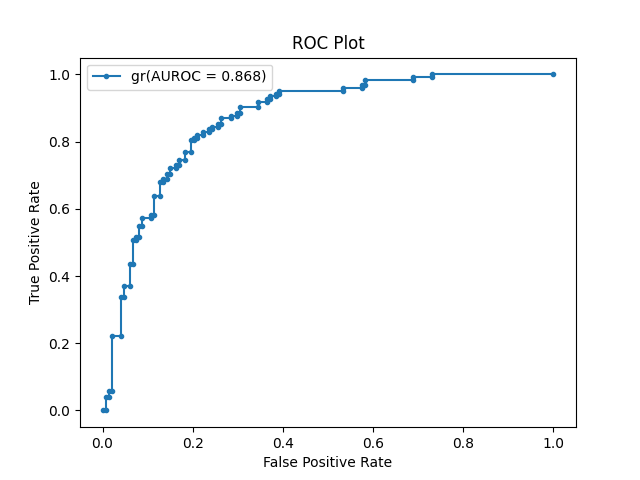 ROC Plot
gr(AUROC = 0.868)
True Positive Rate
1.0
0.8
0.6
0.4
0.2
0.0
0.0 0.2 0.4 0.6 0.8 1.0
False Positive Rate